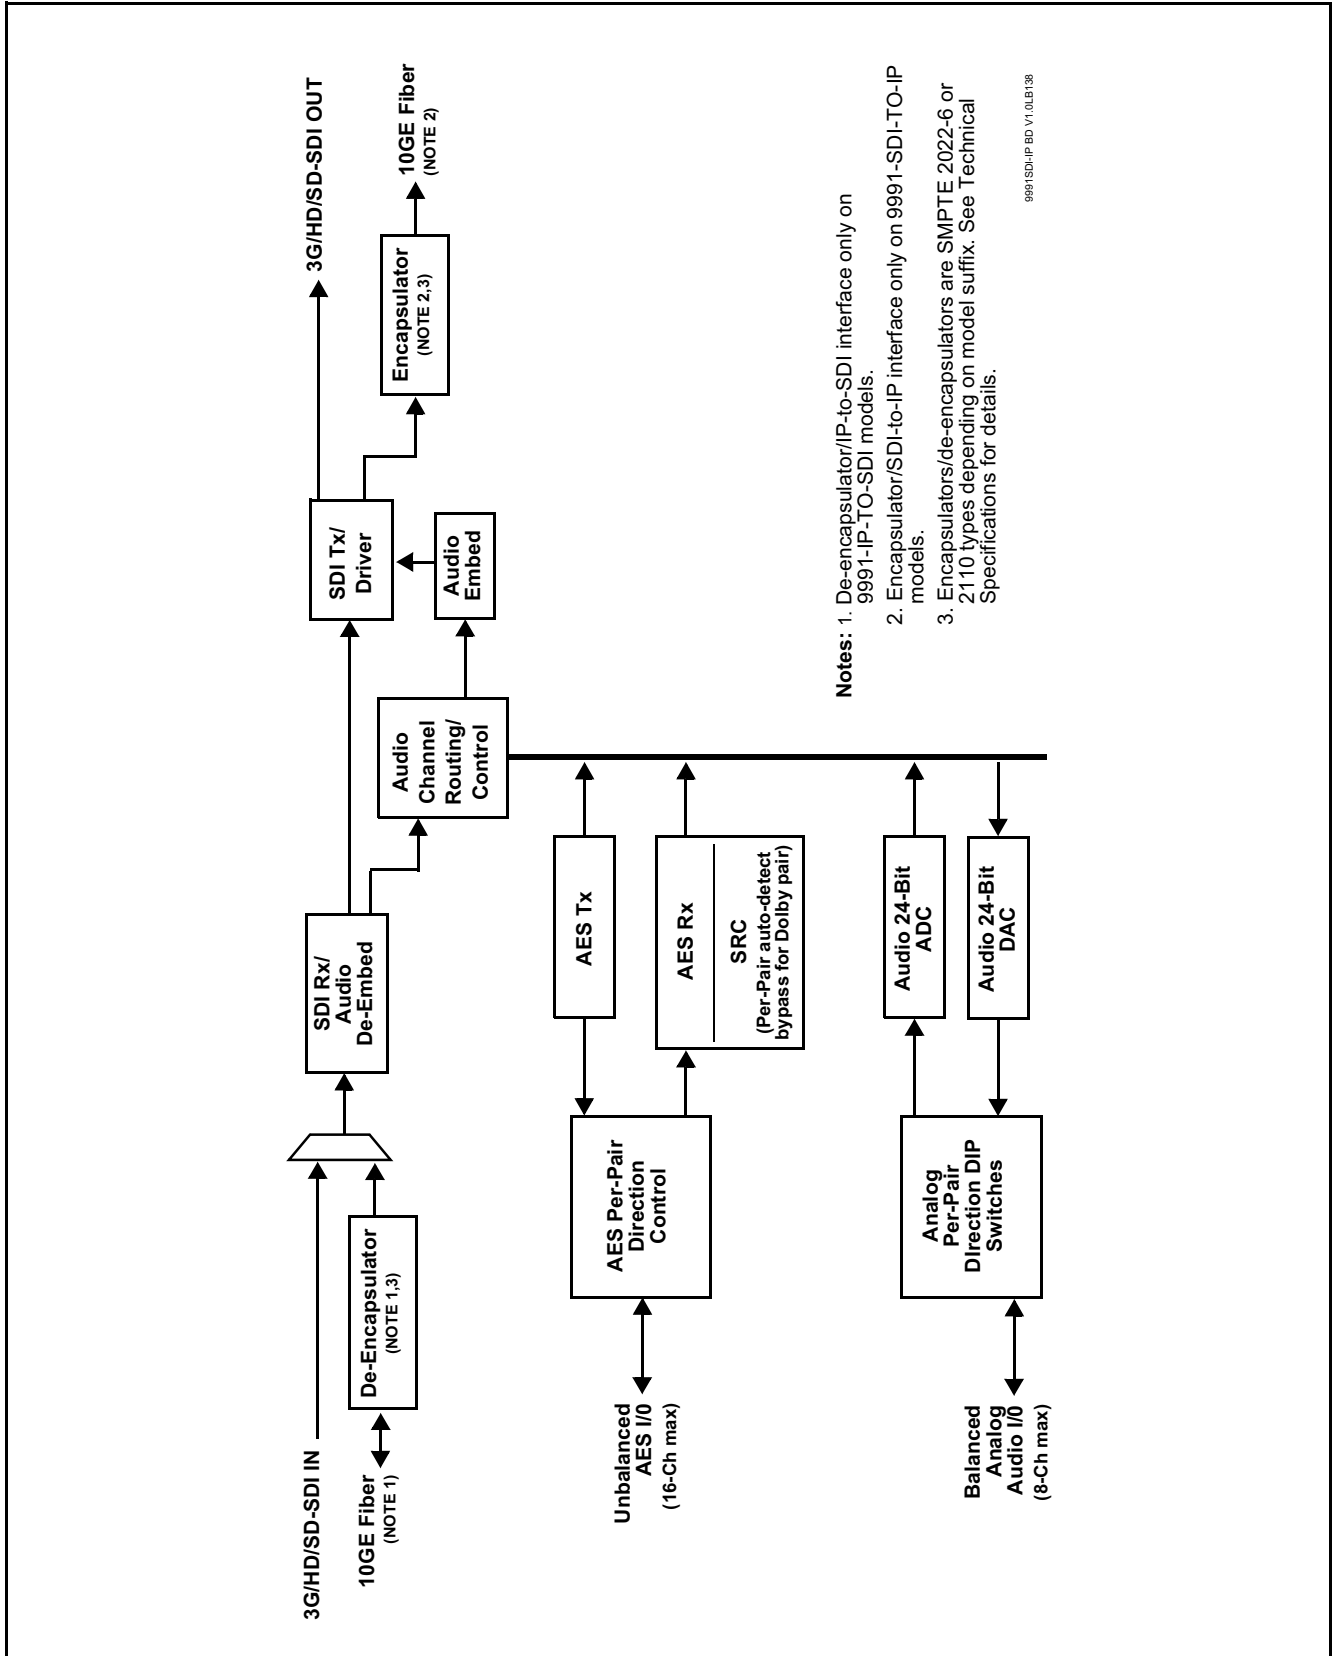 3G/HD/SD-SDI IN
10GE Fiber
(NOTE 1)
De-Encapsulator
(NOTE 1,3)
SDI Rx/
Audio
De-Embed
SDI Tx/
Driver
3G/HD/SD-SDI OUT
Encapsulator
(NOTE 2,3)
10GE Fiber
(NOTE 2)
Audio
Channel
Routing/
Control
Audio
Embed
Unbalanced
AES I/0
(16-Ch max)
AES Per-Pair
Direction
Control
AES Tx
AES Rx
SRC
(Per-Pair auto-detect
bypass for Dolby pair)
Balanced
Analog
Audio I/0
(8-Ch max)
Analog
Per-Pair
DIrection DIP
Switches
Audio 24-Bit
ADC
Audio 24-Bit
DAC
Notes: 1. De-encapsulator/IP-to-SDI interface only on
9991-IP-TO-SDI models.
2. Encapsulator/SDI-to-IP interface only on 9991-SDI-TO-IP
models.
3. Encapsulators/de-encapsulators are SMPTE 2022-6 or
2110 types depending on model suffix. See Technical
Specifications for details.
9991SDI-IP BD V1.0LB138